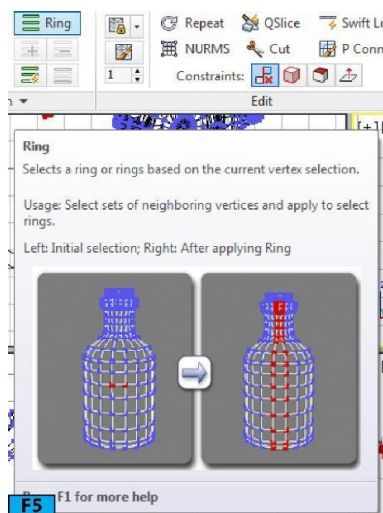 Ring
Repeat
QSlice
Swift Lo
NURMS
Cut
P Conn
1
Constraints:
Edit
[+]
Ring
Selects a ring or rings based on the current vertex selection.
Usage: Select sets of neighboring vertices and apply to select
rings.
Left: Initial selection; Right: After applying Ring
F1 for more help
F5